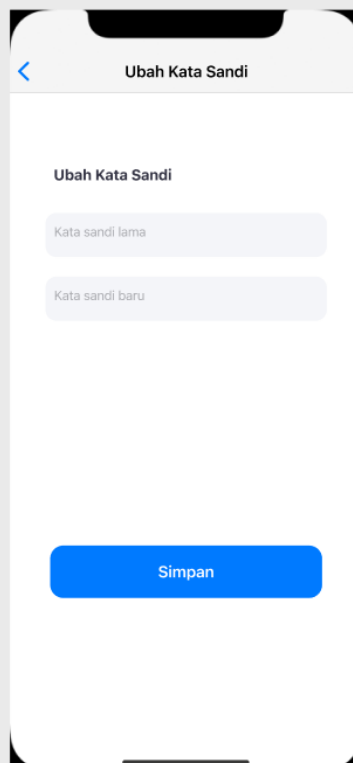 Ubah Kata Sandi
Ubah Kata Sandi
Kata sandi lama
Kata sandi baru
Simpan